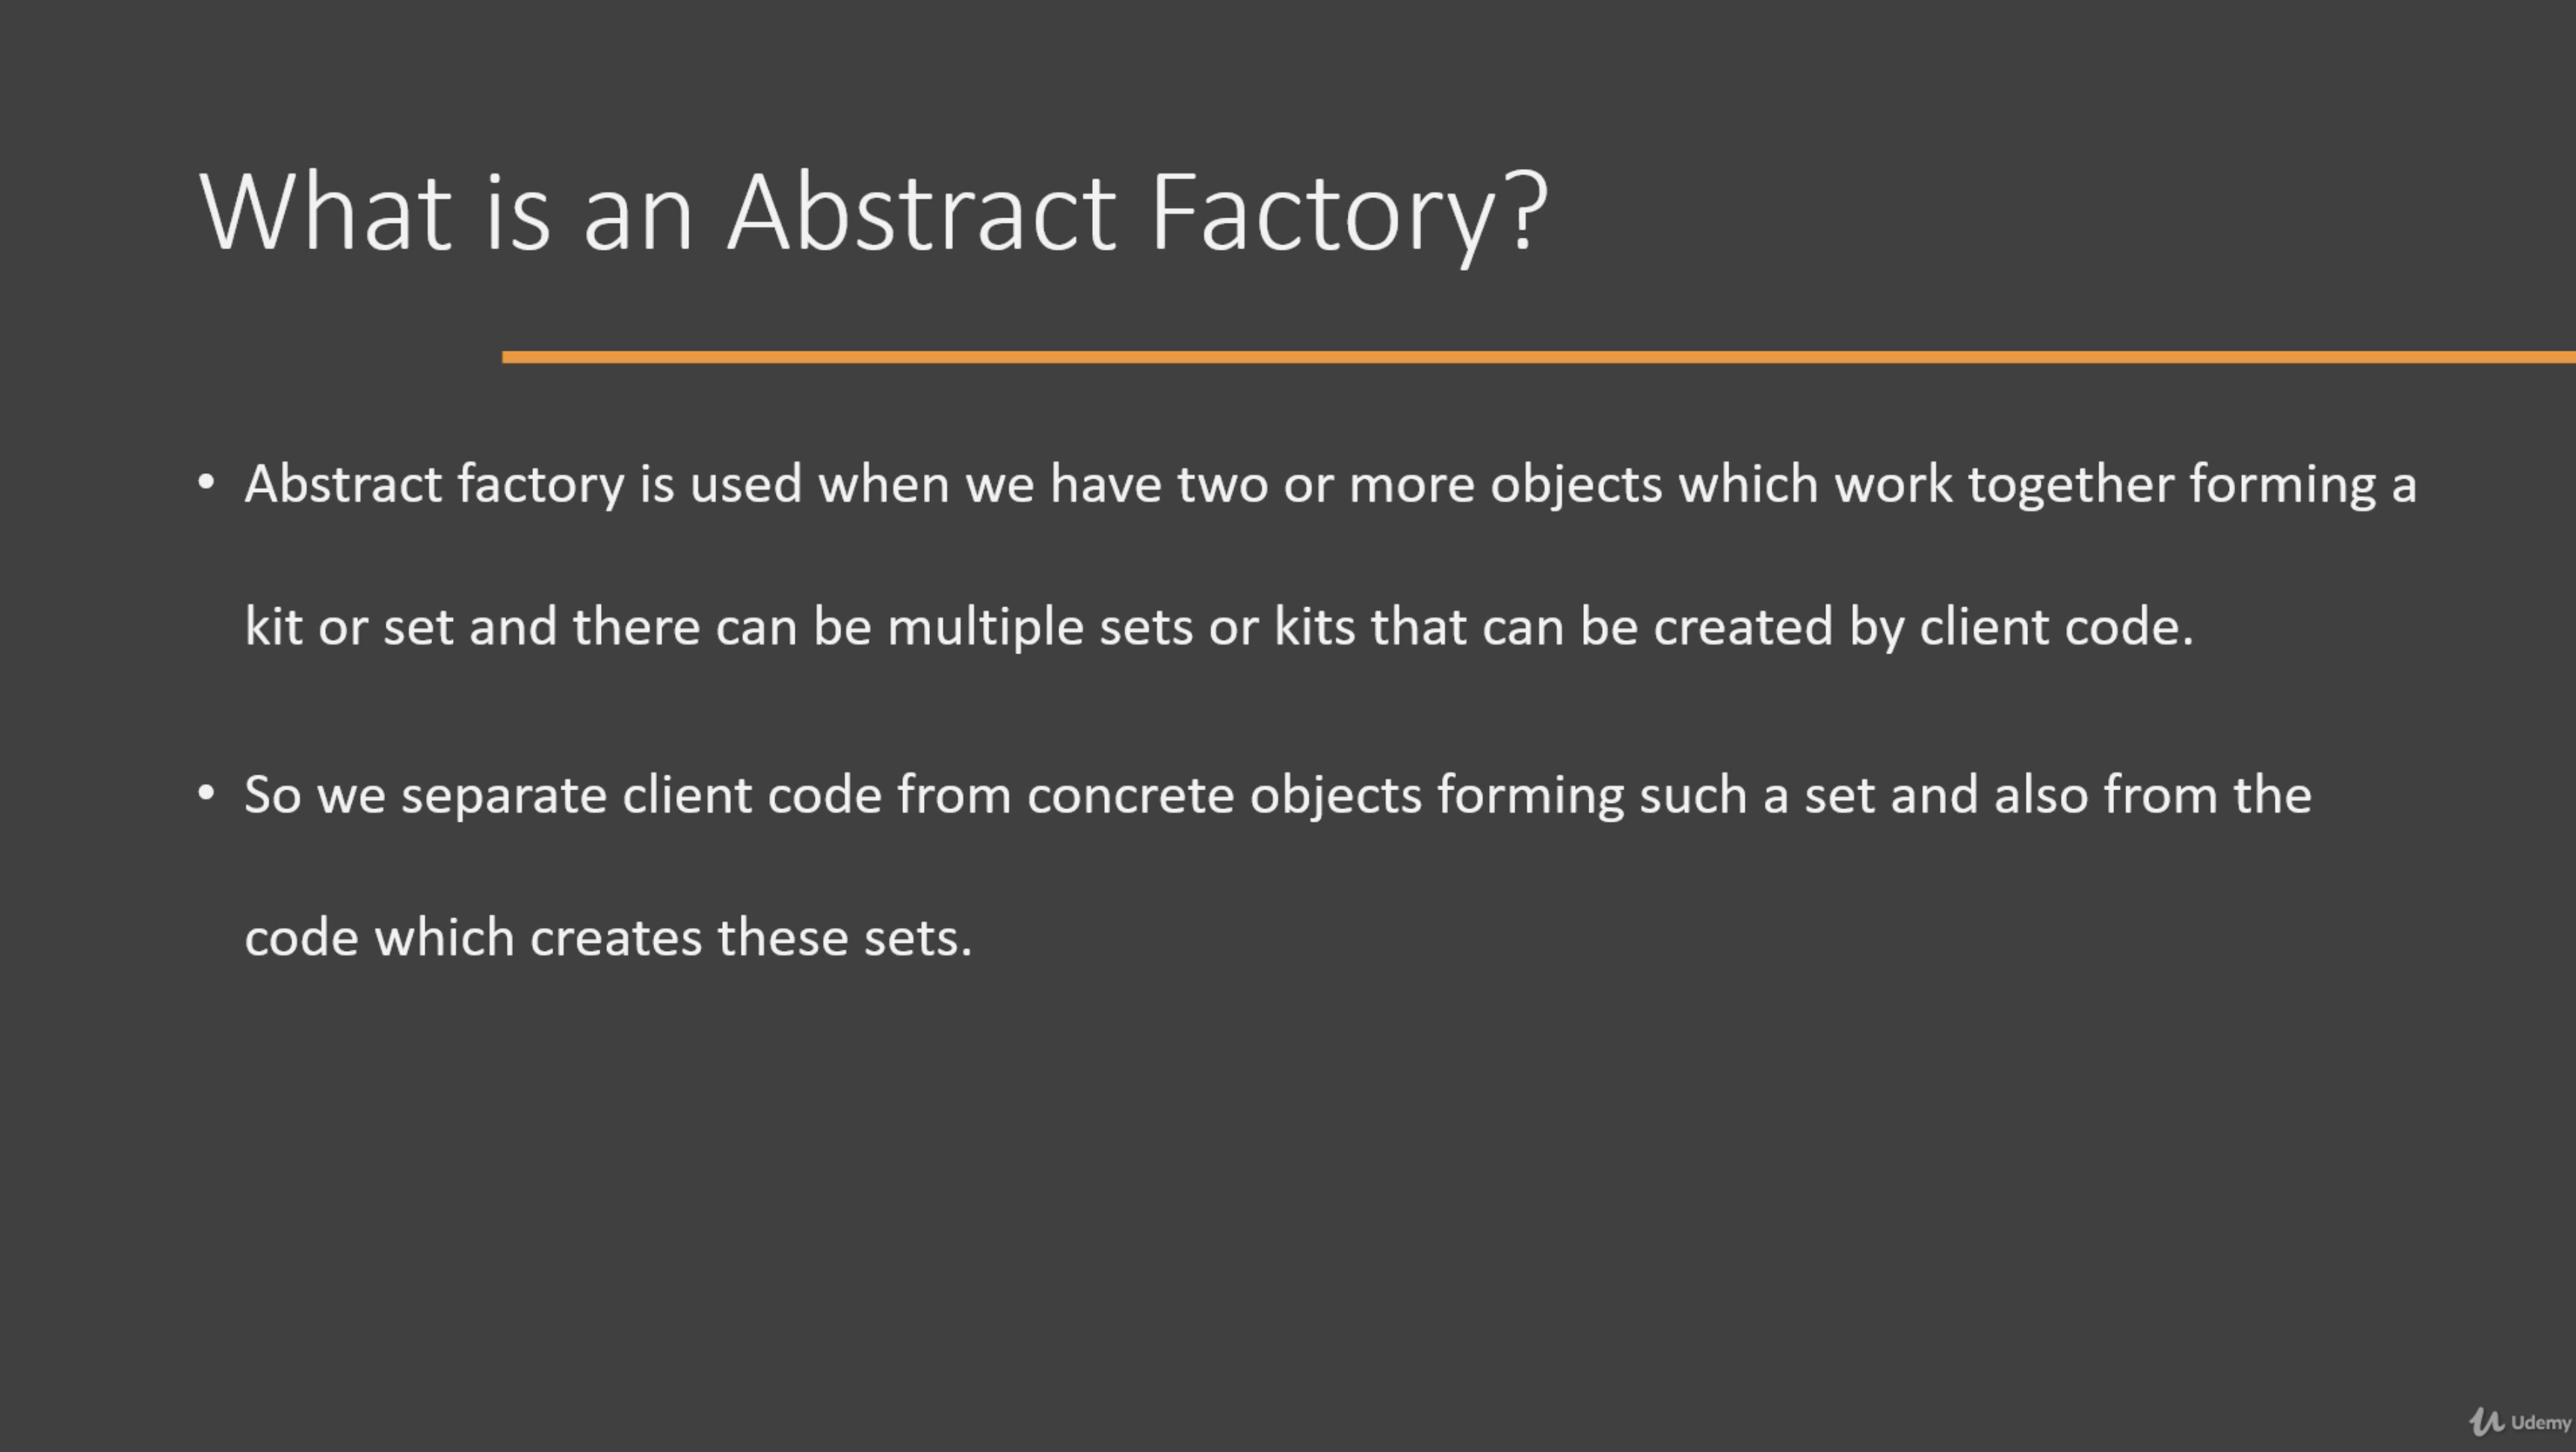 What is an Abstract Factory?
• Abstract factory is used when we have two or more objects which work together forming a
kit or set and there can be multiple sets or kits that can be created by client code.
• So we separate client code from concrete objects forming such a set and also from the
code which creates these sets.
Udemy